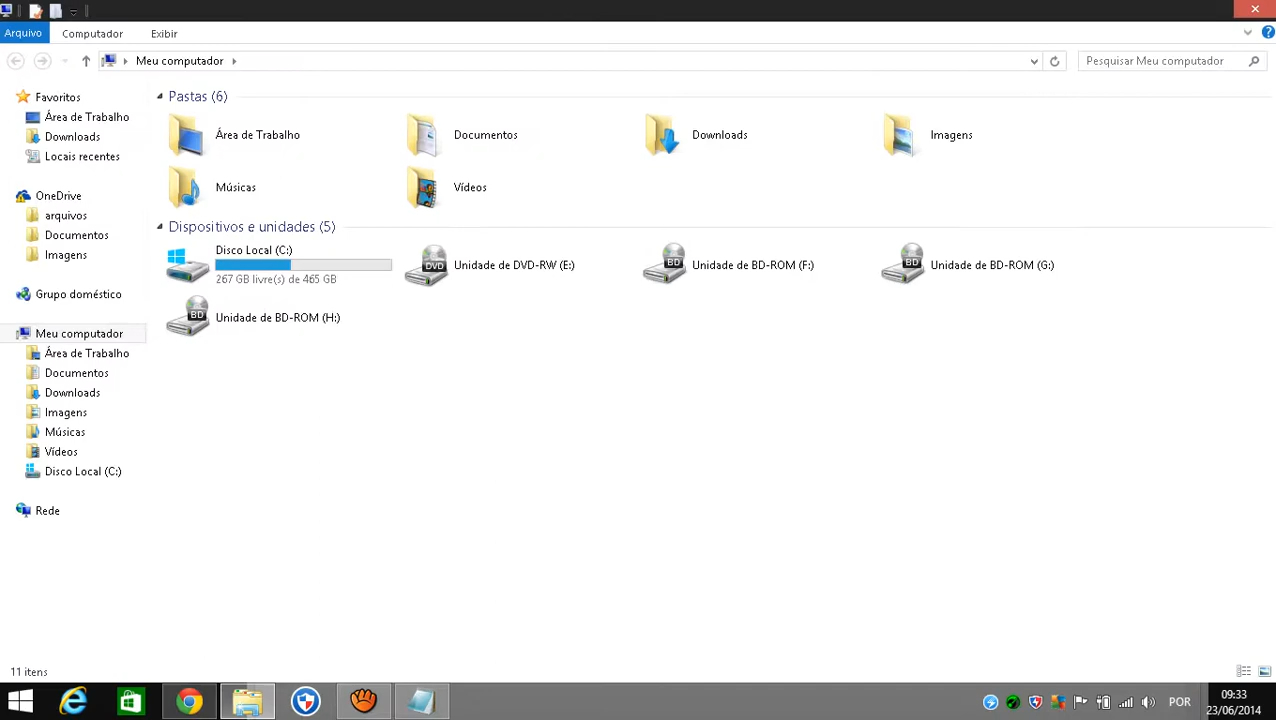 Arquivo Computador Exibir
Meu computador Pesquisar Meu computador
Favoritos
Área de Trabalho
Downloads
Locais recentes
OneDrive
arquivos
Documentos
Imagens
Grupo doméstico
Meu computador
Área de Trabalho
Documentos
Downloads
Imagens
Músicas
Vídeos
Disco Local (C:)
Rede
Pastas (6)
Área de Trabalho Documentos Downloads Imagens
Músicas Vídeos
Dispositivos e unidades (5)
Disco Local (C:)
267 GB livre(s) de 465 GB
Unidade de DVD-RW (E:) Unidade de BD-ROM (F:) Unidade de BD-ROM (G:)
DVD BD BD
Unidade de BD-ROM (H:)
BD
11 itens
POR
09:33
23/06/2014